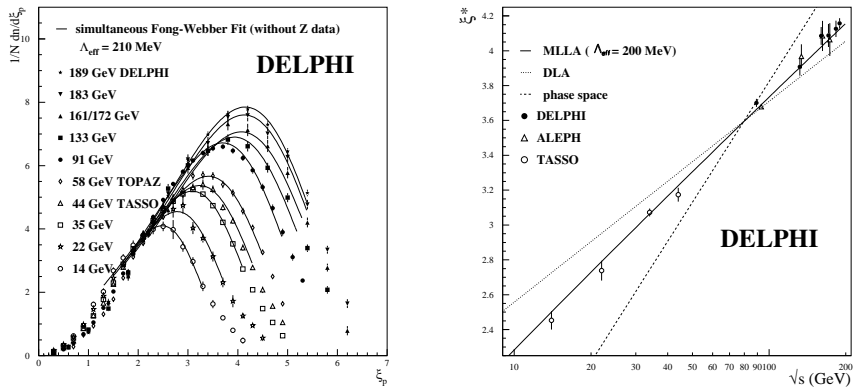 1/N dn/dξp
simultaneous Fong-Webber Fit (without Z data)
Λeff = 210 MeV
DELPHI
189 GeV DELPHI
183 GeV
161/172 GeV
133 GeV
91 GeV
58 GeV TOPAZ
44 GeV TASSO
35 GeV
22 GeV
14 GeV
10
8
6
4
2
0
0 1 2 3 4 5 6 7
ξp
ξ*
MLLA ( Λeff = 200 MeV)
DLA
phase space
DELPHI
ALEPH
TASSO
DELPHI
4.2
4
3.8
3.6
3.4
3.2
3
2.8
2.6
2.4
10 20 30 40 50 60 70 80 90 100 200
√s (GeV)